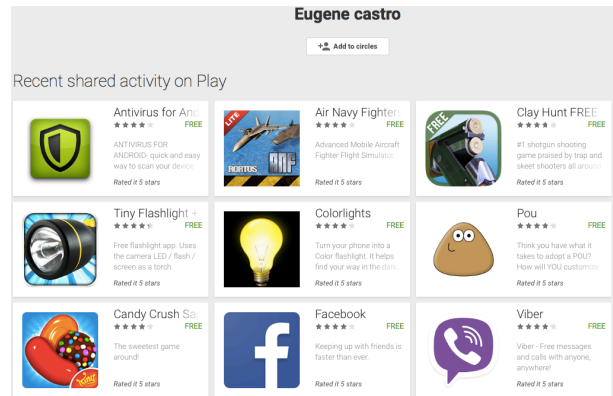 Eugene castro
Add to circles
Recent shared activity on Play
Antivirus for And
FREE
ANTIVIRUS FOR
ANDROID- quick and easy
way to scan your device
Rated it 5 stars
LITE
RORTOS
AIF
Air Navy Fighters
FREE
Advanced Mobile Aircraft
Fighter Flight Simulator.
Rated it 5 stars
FREE
Clay Hunt FREE
FREE
#1 shotgun shooting
game praised by trap and
skeet shooters all around
Rated it 5 stars
Tiny Flashlight +
FREE
Free flashlight app. Uses
the camera LED / flash /
screen as a torch.
Rated it 5 stars
Colorlights
FREE
Turn your phone into a
Color flashlight. It helps
find your way in the dark.
Rated it 5 stars
Pou
FREE
Think you have what it
takes to adopt a POU?
How will YOU customize
Rated it 5 stars
King
Candy Crush Sa
FREE
The sweetest game
around!
Rated it 5 stars
f
Facebook
FREE
Keeping up with friends is
faster than ever.
Rated it 5 stars
Viber
FREE
Viber - Free messages
and calls with anyone,
anywhere!
Rated it 5 stars